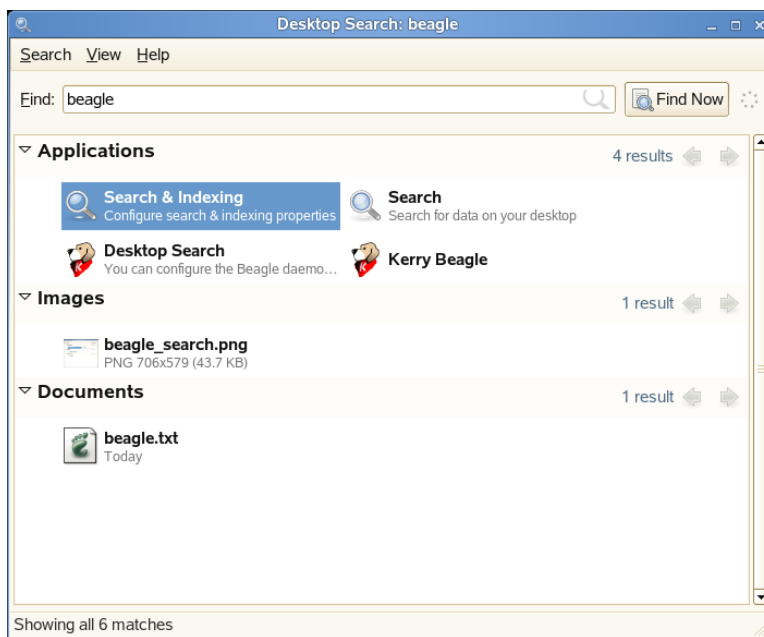 Desktop Search: beagle
Search View Help
Find: beagle Find Now
Applications 4 results
Search & Indexing
Configure search & indexing properties
Search
Search for data on your desktop
Desktop Search
You can configure the Beagle daemo...
Kerry Beagle
Images 1 result
beagle_search.png
PNG 706x579 (43.7 KB)
Documents 1 result
beagle.txt
Today
Showing all 6 matches